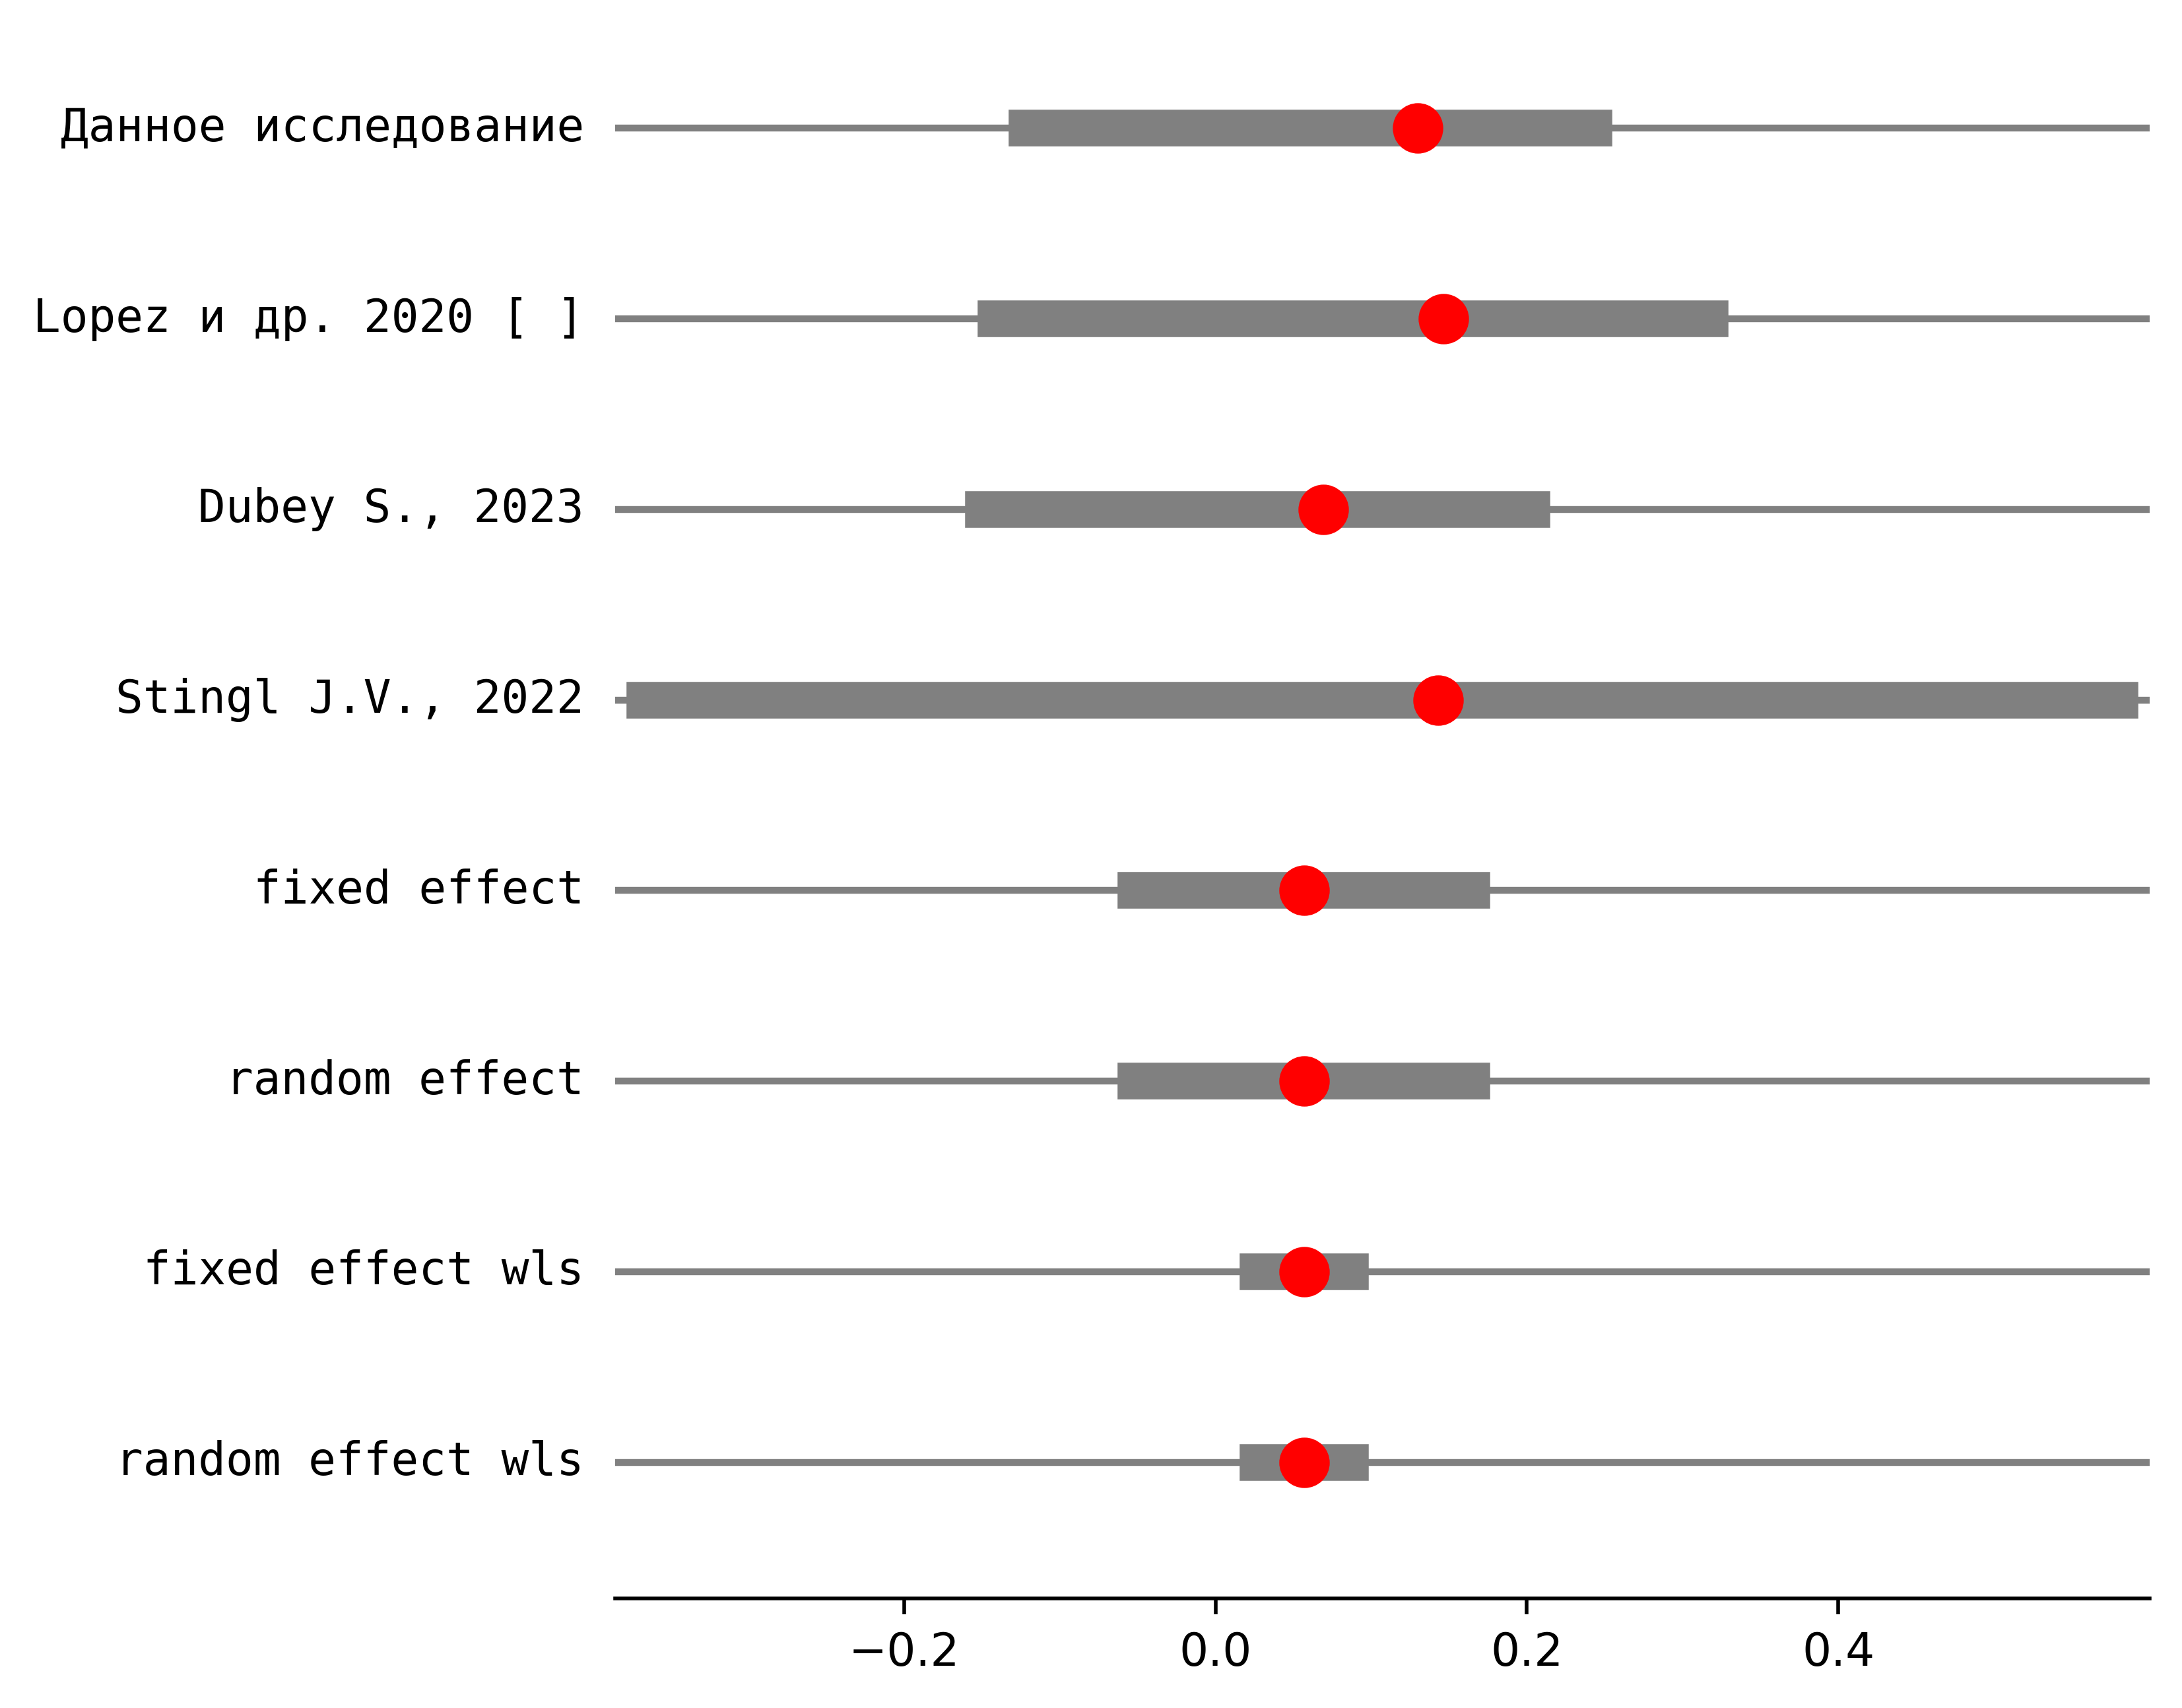 Данное исследование
Lopez и др. 2020 [ ]
Dubey S., 2023
Stingl J.V., 2022
fixed effect
random effect
fixed effect wls
random effect wls
−0.2 0.0 0.2 0.4